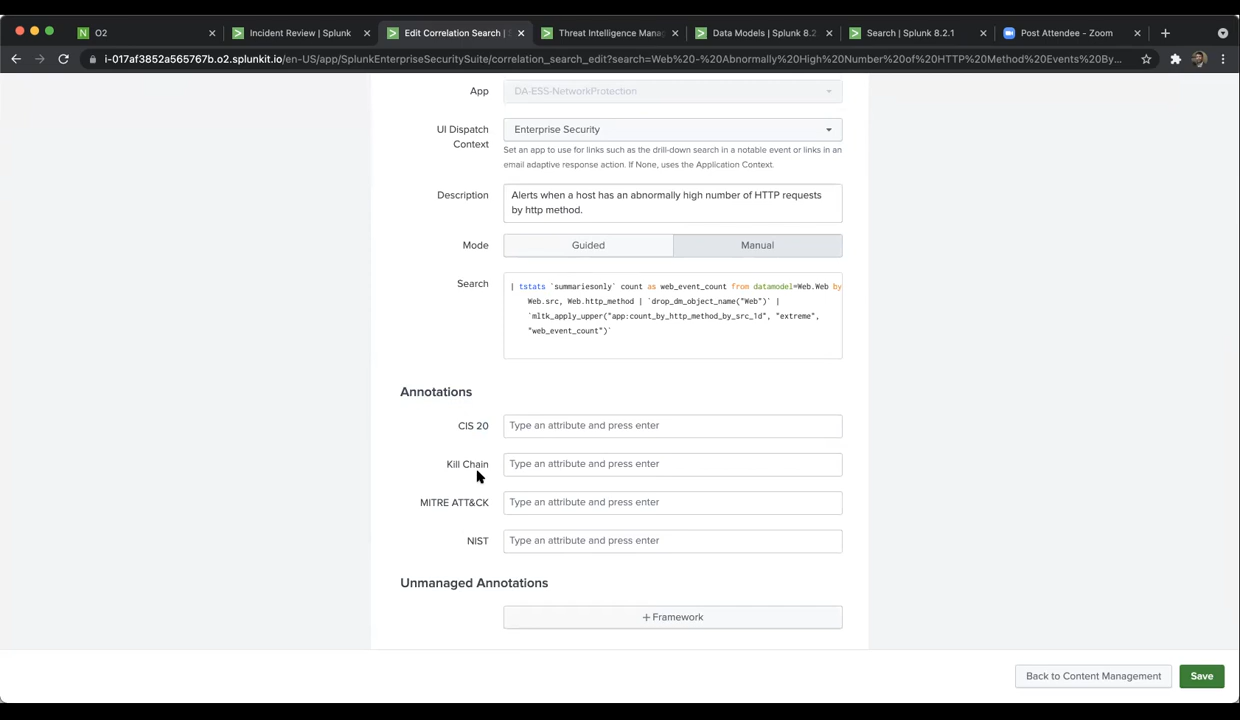 O2
Incident Review | Splunk
Edit Correlation Search | S
Threat Intelligence Mana
Data Models | Splunk 8.2
Search | Splunk 8.2.1
Post Attendee - Zoom
i-017af3852a565767b.o2.splunkit.io/en-US/app/SplunkEnterpriseSecuritySuite/correlation_search_edit?search=Web%20-%20Abnormally%20High%20Number%20of%20HTTP%20Method%20Events%20By...
App
DA-ESS-NetworkProtection
UI Dispatch
Context
Enterprise Security
Set an app to use for links such as the drill-down search in a notable event or links in an
email adaptive response action. If None, uses the Application Context.
Description
Alerts when a host has an abnormally high number of HTTP requests
by http method.
Mode
Guided
Manual
Search
| tstats `summariesonly` count as web_event_count from datamodel=Web.Web by
Web.src, Web.http_method | `drop_dm_object_name("Web")` |
`mltk_apply_upper("app:count_by_http_method_by_src_1d", "extreme",
"web_event_count")`
Annotations
CIS 20
Type an attribute and press enter
Kill Chain
Type an attribute and press enter
MITRE ATT&CK
Type an attribute and press enter
NIST
Type an attribute and press enter
Unmanaged Annotations
+ Framework
Back to Content Management
Save